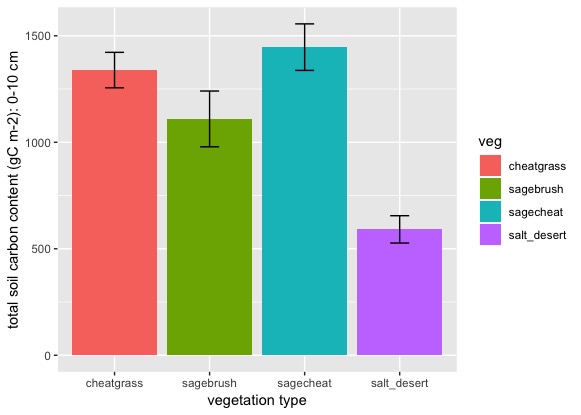 total soil carbon content (gC m-2): 0-10 cm
1500
1000
500
0
cheatgrass
sagebrush
sagecheat
salt_desert
vegetation type
veg
cheatgrass
sagebrush
sagecheat
salt_desert